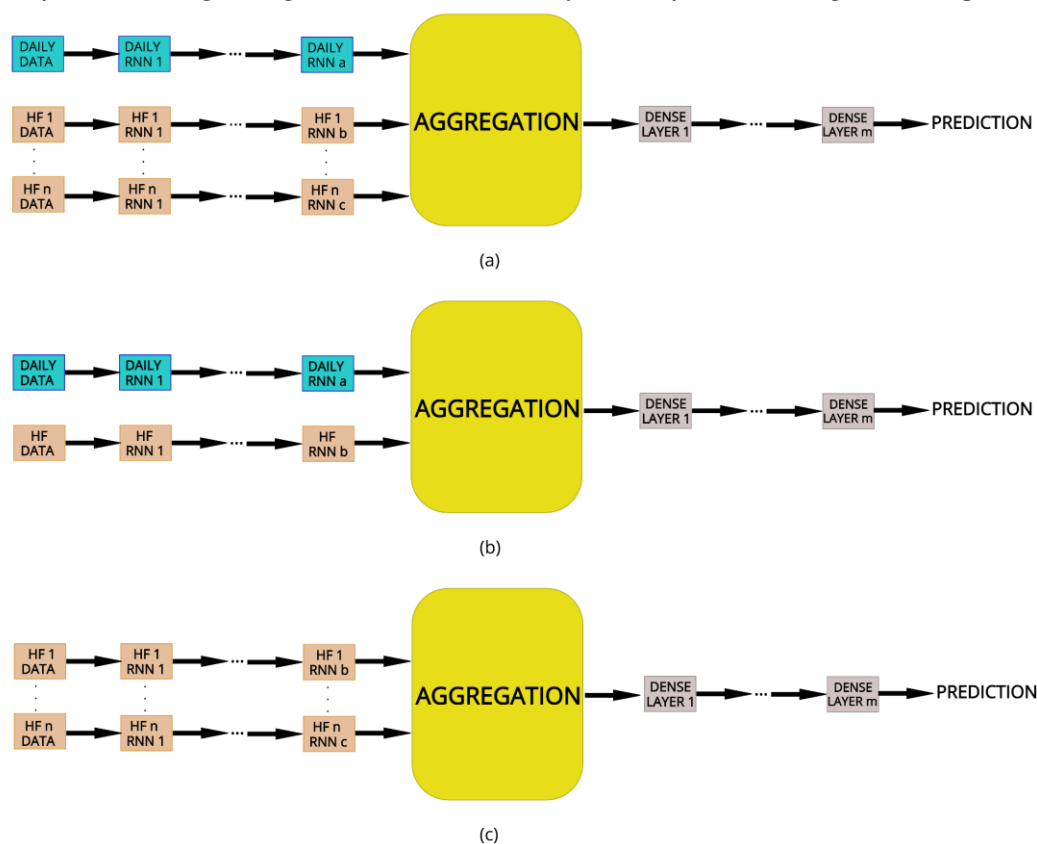 DAILY
DATA
DAILY
RNN 1
...
DAILY
RNN a
HF 1
DATA
HF 1
RNN 1
...
HF 1
RNN b
HF n
DATA
HF n
RNN 1
...
HF n
RNN c
AGGREGATION
DENSE
LAYER 1
...
DENSE
LAYER m
PREDICTION
(a)
DAILY
DATA
DAILY
RNN 1
...
DAILY
RNN a
HF
DATA
HF
RNN 1
...
HF
RNN b
AGGREGATION
DENSE
LAYER 1
...
DENSE
LAYER m
PREDICTION
(b)
HF 1
DATA
HF 1
RNN 1
...
HF 1
RNN b
HF n
DATA
HF n
RNN 1
...
HF n
RNN c
AGGREGATION
DENSE
LAYER 1
...
DENSE
LAYER m
PREDICTION
(c)